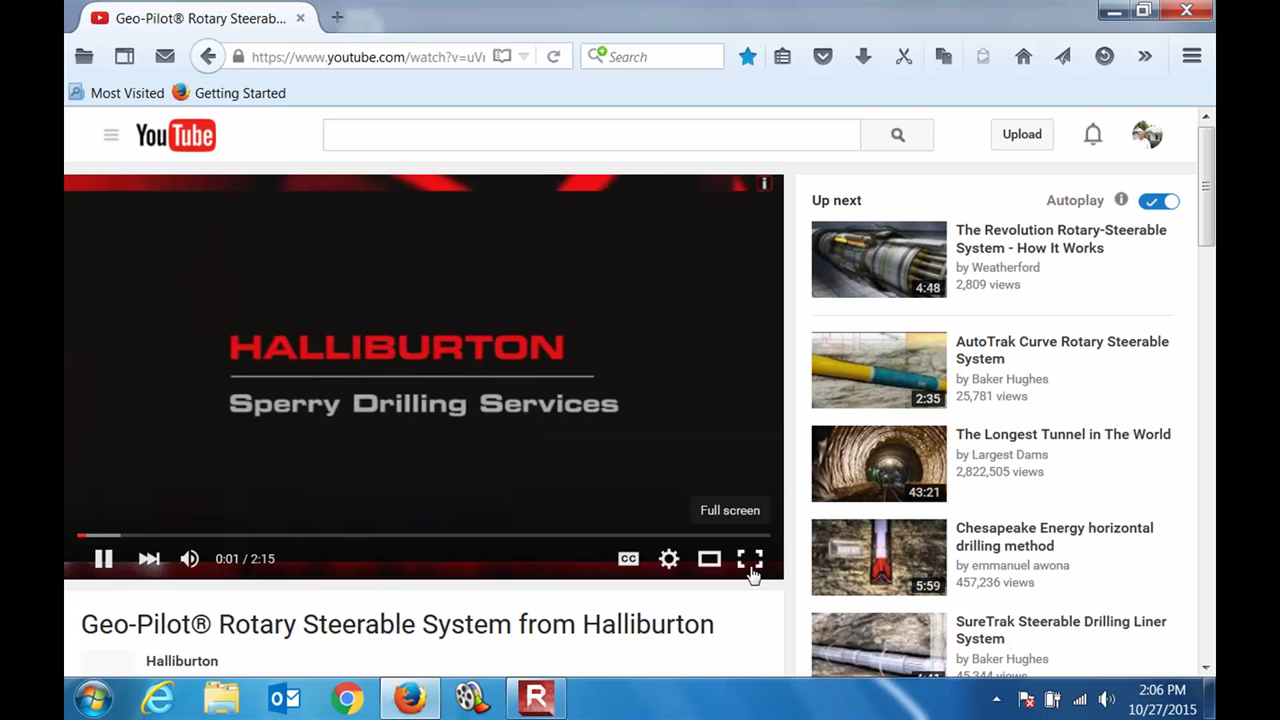 Geo-Pilot® Rotary Steerab...
https://www.youtube.com/watch?v=uVi
Search
Most Visited
Getting Started
YouTube
Upload
HALLIBURTON
Sperry Drilling Services
Full screen
0:01 / 2:15
CC
Geo-Pilot® Rotary Steerable System from Halliburton
Halliburton
Up next
Autoplay
The Revolution Rotary-Steerable
System - How It Works
by Weatherford
2,809 views
4:48
AutoTrak Curve Rotary Steerable
System
by Baker Hughes
25,781 views
2:35
The Longest Tunnel in The World
by Largest Dams
2,822,505 views
43:21
Chesapeake Energy horizontal
drilling method
by emmanuel awona
457,236 views
5:59
SureTrak Steerable Drilling Liner
System
by Baker Hughes
45,344 views
2:06 PM
10/27/2015